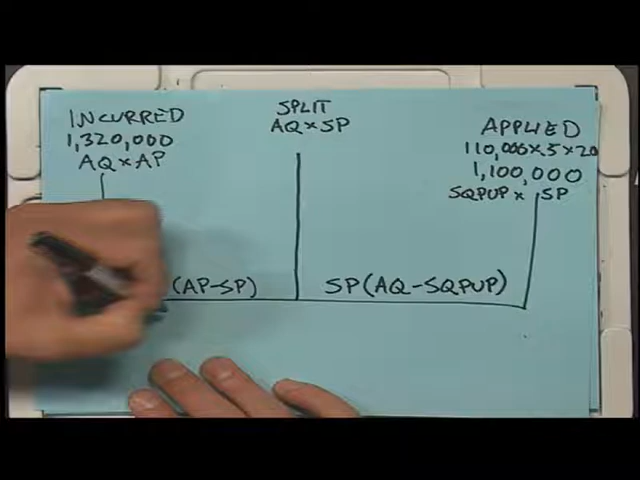 INCURRED
1,320,000
AQ×AP
SPLIT
AQ×SP
APPLIED
110,000×.5×20
1,100,000
SQPUP× SP
(AP-SP)
SP(AQ-SQPUP)